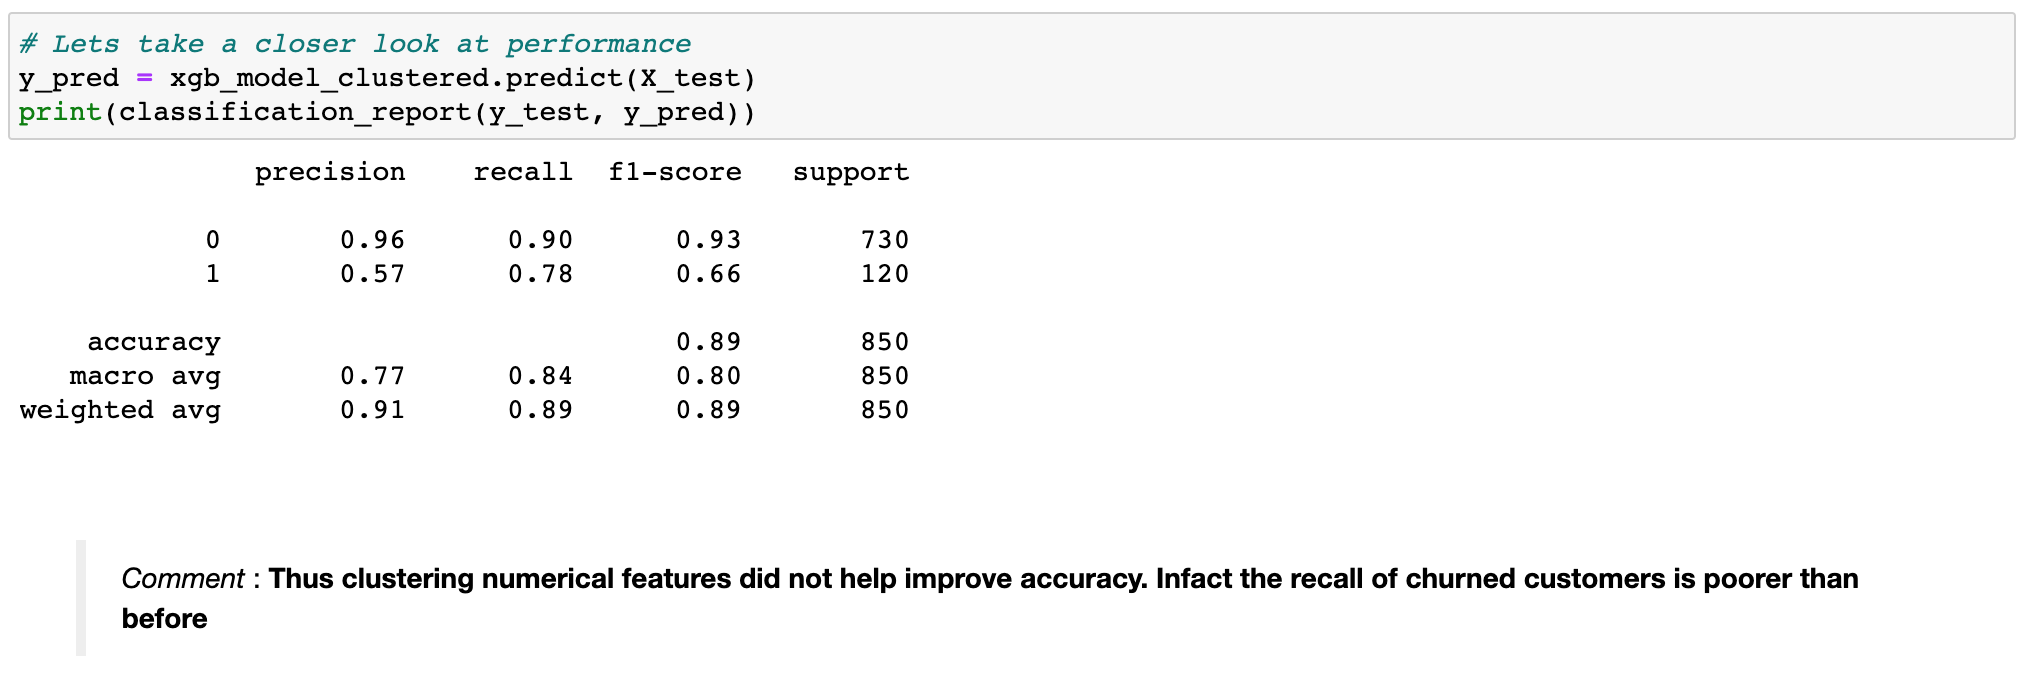 # Lets take a closer look at performance
y_pred = xgb_model_clustered.predict(X_test)
print(classification_report(y_test, y_pred))
precision recall f1-score support
0 0.96 0.90 0.93 730
1 0.57 0.78 0.66 120
accuracy 0.89 850
macro avg 0.77 0.84 0.80 850
weighted avg 0.91 0.89 0.89 850
Comment : Thus clustering numerical features did not help improve accuracy. Infact the recall of churned customers is poorer than
before